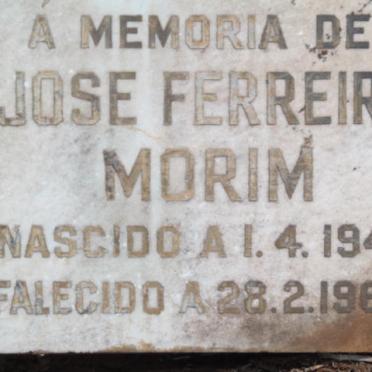 A MEMORIA DE
JOSE FERREIR
MORIM
NASCIDO A 1. 4. 194
FALECIDO A 28.2.196